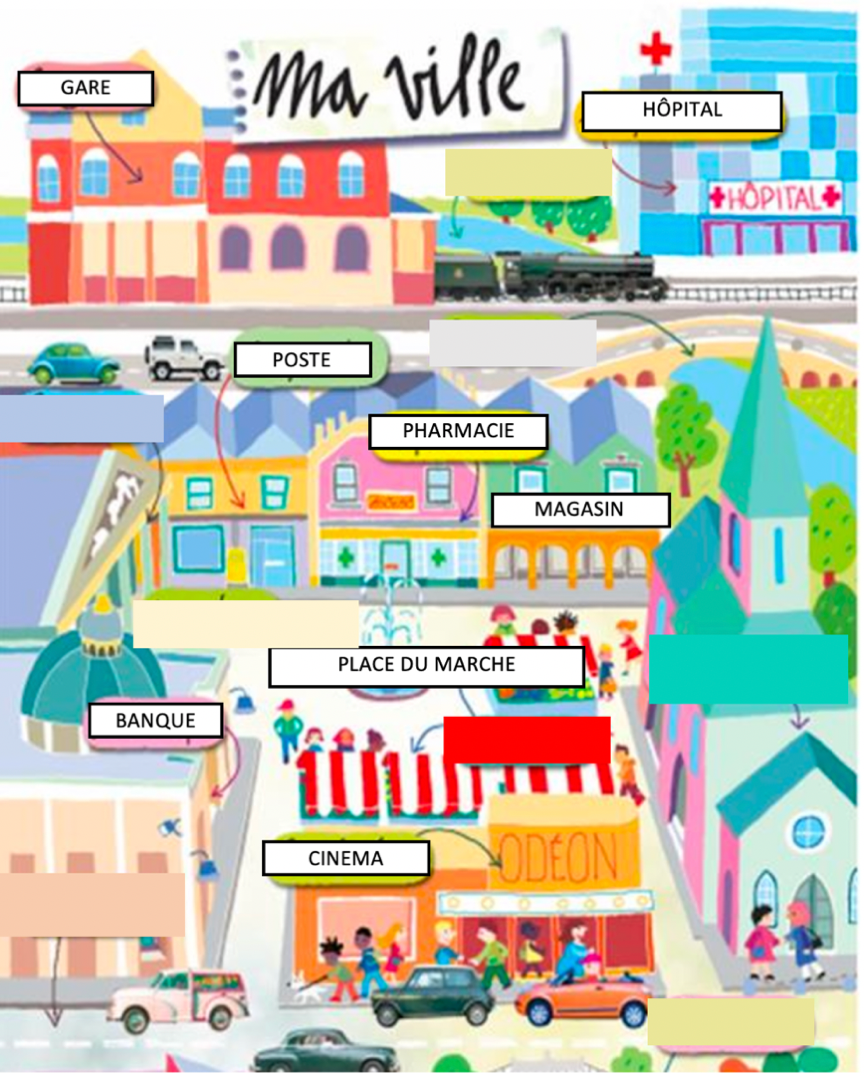 ma ville
GARE
HÔPITAL
HÔPITAL
POSTE
PHARMACIE
MAGASIN
PLACE DU MARCHE
BANQUE
CINEMA
ODÉON